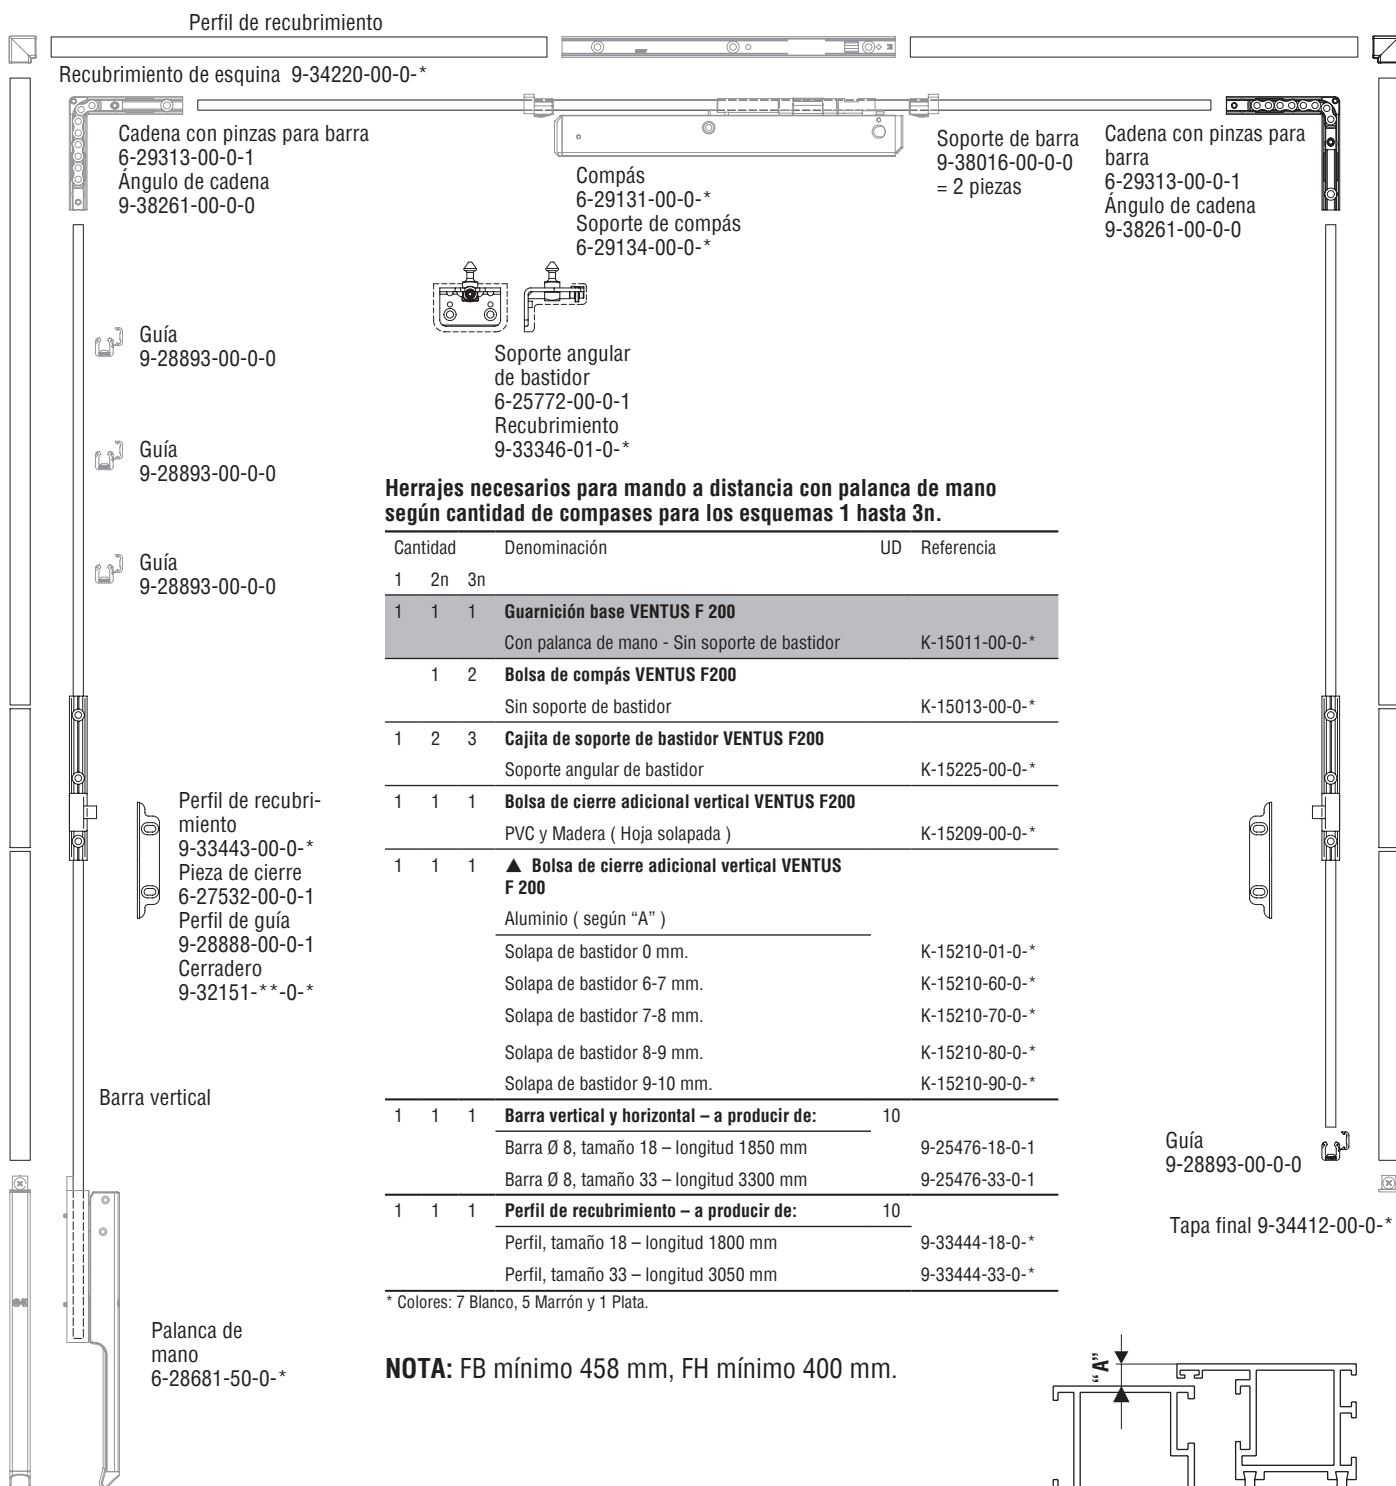 Perfil de recubrimiento
Recubrimiento de esquina 9-34220-00-0-*
Cadena con pinzas para barra
6-29313-00-0-1
Ángulo de cadena
9-38261-00-0-0
Compás
6-29131-00-0-*
Soporte de compás
6-29134-00-0-*
Soporte de barra
9-38016-00-0-0
= 2 piezas
Cadena con pinzas para
barra
6-29313-00-0-1
Ángulo de cadena
9-38261-00-0-0
Guía
9-28893-00-0-0
Soporte angular
de bastidor
6-25772-00-0-1
Recubrimiento
9-33346-01-0-*
Guía
9-28893-00-0-0
Guía
9-28893-00-0-0
Herrajes necesarios para mando a distancia con palanca de mano
según cantidad de compases para los esquemas 1 hasta 3n.
Cantidad Denominación UD Referencia
1 2n 3n
1 1 1 Guarnición base VENTUS F 200
Con palanca de mano - Sin soporte de bastidor K-15011-00-0-*
1 2 Bolsa de compás VENTUS F200
Sin soporte de bastidor K-15013-00-0-*
1 2 3 Cajita de soporte de bastidor VENTUS F200
Soporte angular de bastidor K-15225-00-0-*
1 1 1 Bolsa de cierre adicional vertical VENTUS F200
PVC y Madera ( Hoja solapada ) K-15209-00-0-*
1 1 1 ▲ Bolsa de cierre adicional vertical VENTUS
F 200
Aluminio ( según “A” )
Solapa de bastidor 0 mm. K-15210-01-0-*
Solapa de bastidor 6-7 mm. K-15210-60-0-*
Solapa de bastidor 7-8 mm. K-15210-70-0-*
Solapa de bastidor 8-9 mm. K-15210-80-0-*
Solapa de bastidor 9-10 mm. K-15210-90-0-*
1 1 1 Barra vertical y horizontal – a producir de: 10
Barra Ø 8, tamaño 18 – longitud 1850 mm 9-25476-18-0-1
Barra Ø 8, tamaño 33 – longitud 3300 mm 9-25476-33-0-1
1 1 1 Perfil de recubrimiento – a producir de: 10
Perfil, tamaño 18 – longitud 1800 mm 9-33444-18-0-*
Perfil, tamaño 33 – longitud 3050 mm 9-33444-33-0-*
* Colores: 7 Blanco, 5 Marrón y 1 Plata.
Perfil de recubri-
miento
9-33443-00-0-*
Pieza de cierre
6-27532-00-0-1
Perfil de guía
9-28888-00-0-1
Cerradero
9-32151-**-0-*
Barra vertical
Guía
9-28893-00-0-0
Tapa final 9-34412-00-0-*
Palanca de
mano
6-28681-50-0-*
NOTA: FB mínimo 458 mm, FH mínimo 400 mm.
“A”